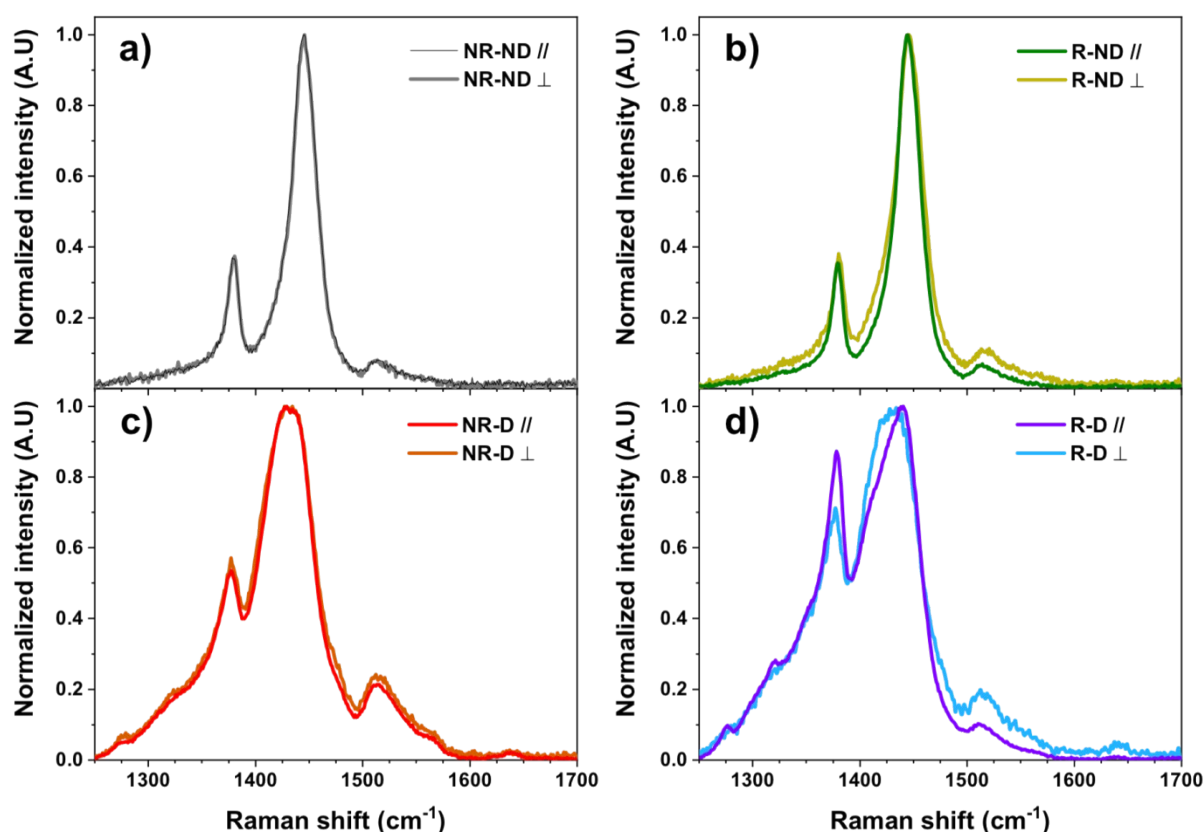 a)
NR-ND //
NR-ND ⊥
Normalized intensity (A.U)
1.0
0.8
0.6
0.4
0.2
b)
R-ND //
R-ND ⊥
Normalized Intensity (A.U)
1.0
0.8
0.6
0.4
0.2
c)
NR-D //
NR-D ⊥
Normalized intensity (A.U)
1.0
0.8
0.6
0.4
0.2
0.0
1300
1400
1500
1600
1700
Raman shift (cm⁻¹)
d)
R-D //
R-D ⊥
Normalized intensity (A.U)
1.0
0.8
0.6
0.4
0.2
0.0
1300
1400
1500
1600
1700
Raman shift (cm⁻¹)